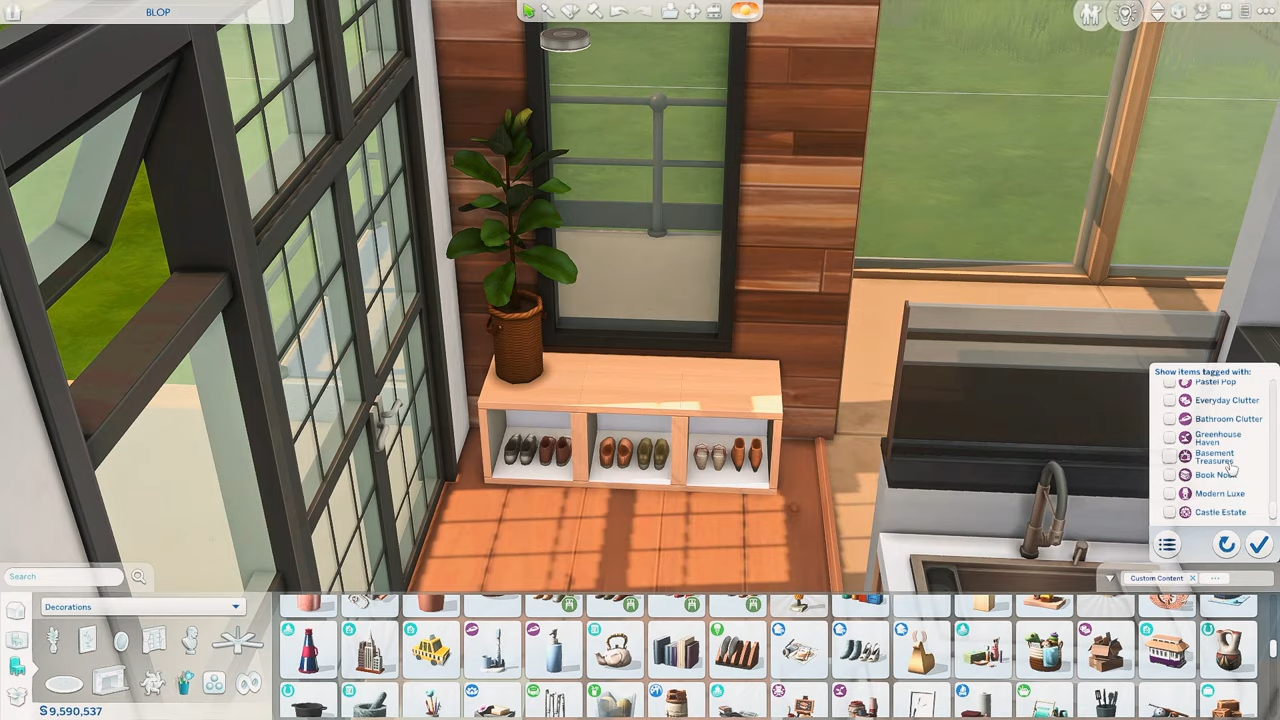 BLOP
Show items tagged with:
Pastel Pop
Everyday Clutter
Bathroom Clutter
Greenhouse
Haven
Basement
Treasures
Book Nook
Modern Luxe
Castle Estate
Custom Content
Search
Decorations
§9,590,537